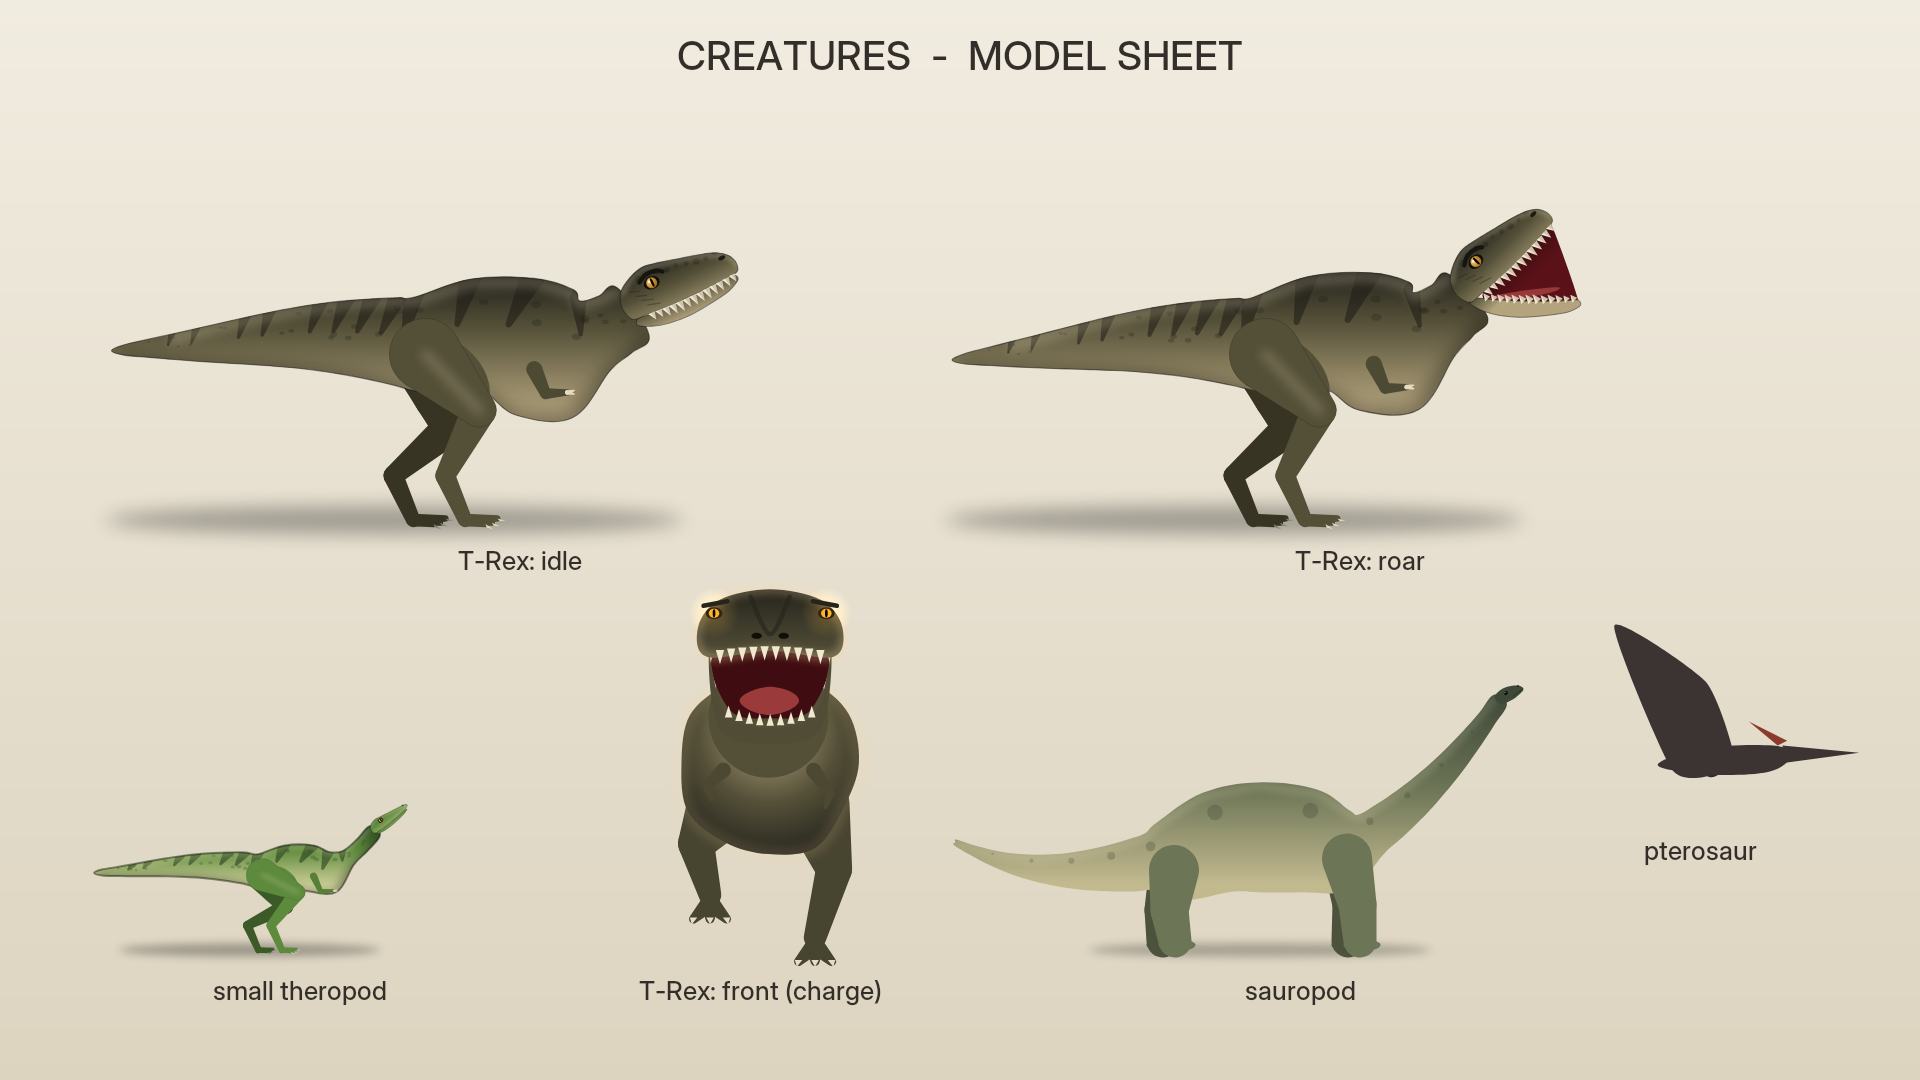 CREATURES - MODEL SHEET
T-Rex: idle
T-Rex: roar
pterosaur
small theropod
T-Rex: front (charge)
sauropod